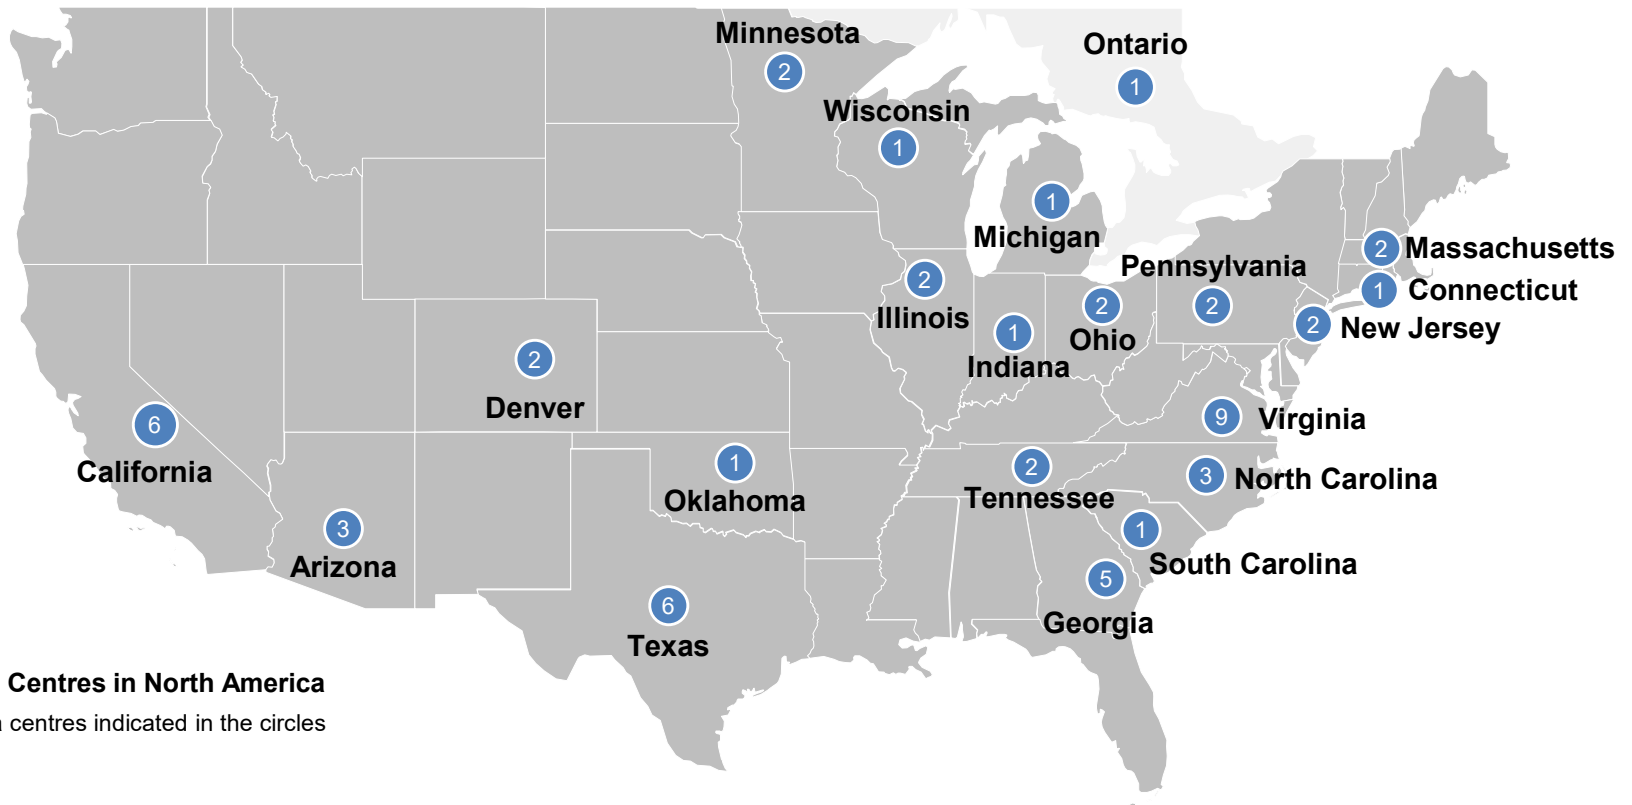 Minnesota
2
Ontario
1
Wisconsin
1
1
Michigan
2
Massachusetts
Pennsylvania
2
1
Connecticut
2
Illinois
2
Ohio
1
Indiana
2
New Jersey
2
Denver
6
California
9
Virginia
1
Oklahoma
2
Tennessee
3
North Carolina
3
Arizona
1
South Carolina
5
Georgia
6
Texas
Centres in North America
centres indicated in the circles